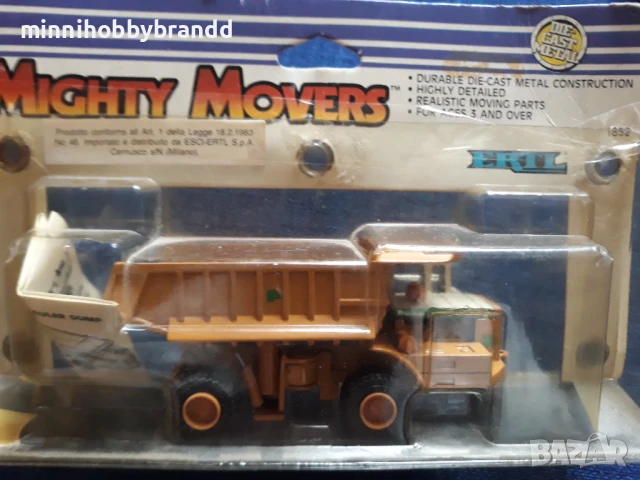 minnihobbybrandd
DIE-
CAST
METAL
MIGHTY MOVERS™
• DURABLE DIE-CAST METAL CONSTRUCTION
• HIGHLY DETAILED
• REALISTIC MOVING PARTS
• FOR AGES 3 AND OVER
Prodotto conforme all Art. 1 della Legge 18.2.1983
No 46. Importato e distribuito da ESCI-ERTL S.p.A
Cernusco s/N (Milano).
1852
ERTL
HAULER DUMP
BAZAR